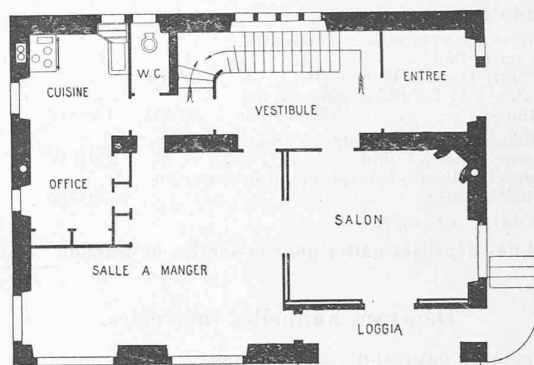 W.C.
CUISINE
ENTREE
VESTIBULE
OFFICE
SALON
SALLE A MANGER
LOGGIA